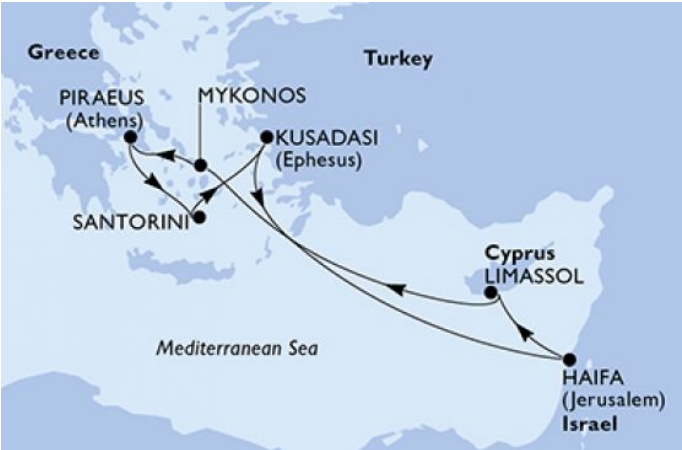 Greece
Turkey
PIRAEUS
(Athens)
MYKONOS
KUSADASI
(Ephesus)
SANTORINI
Cyprus
LIMASSOL
Mediterranean Sea
HAIFA
(Jerusalem)
Israel